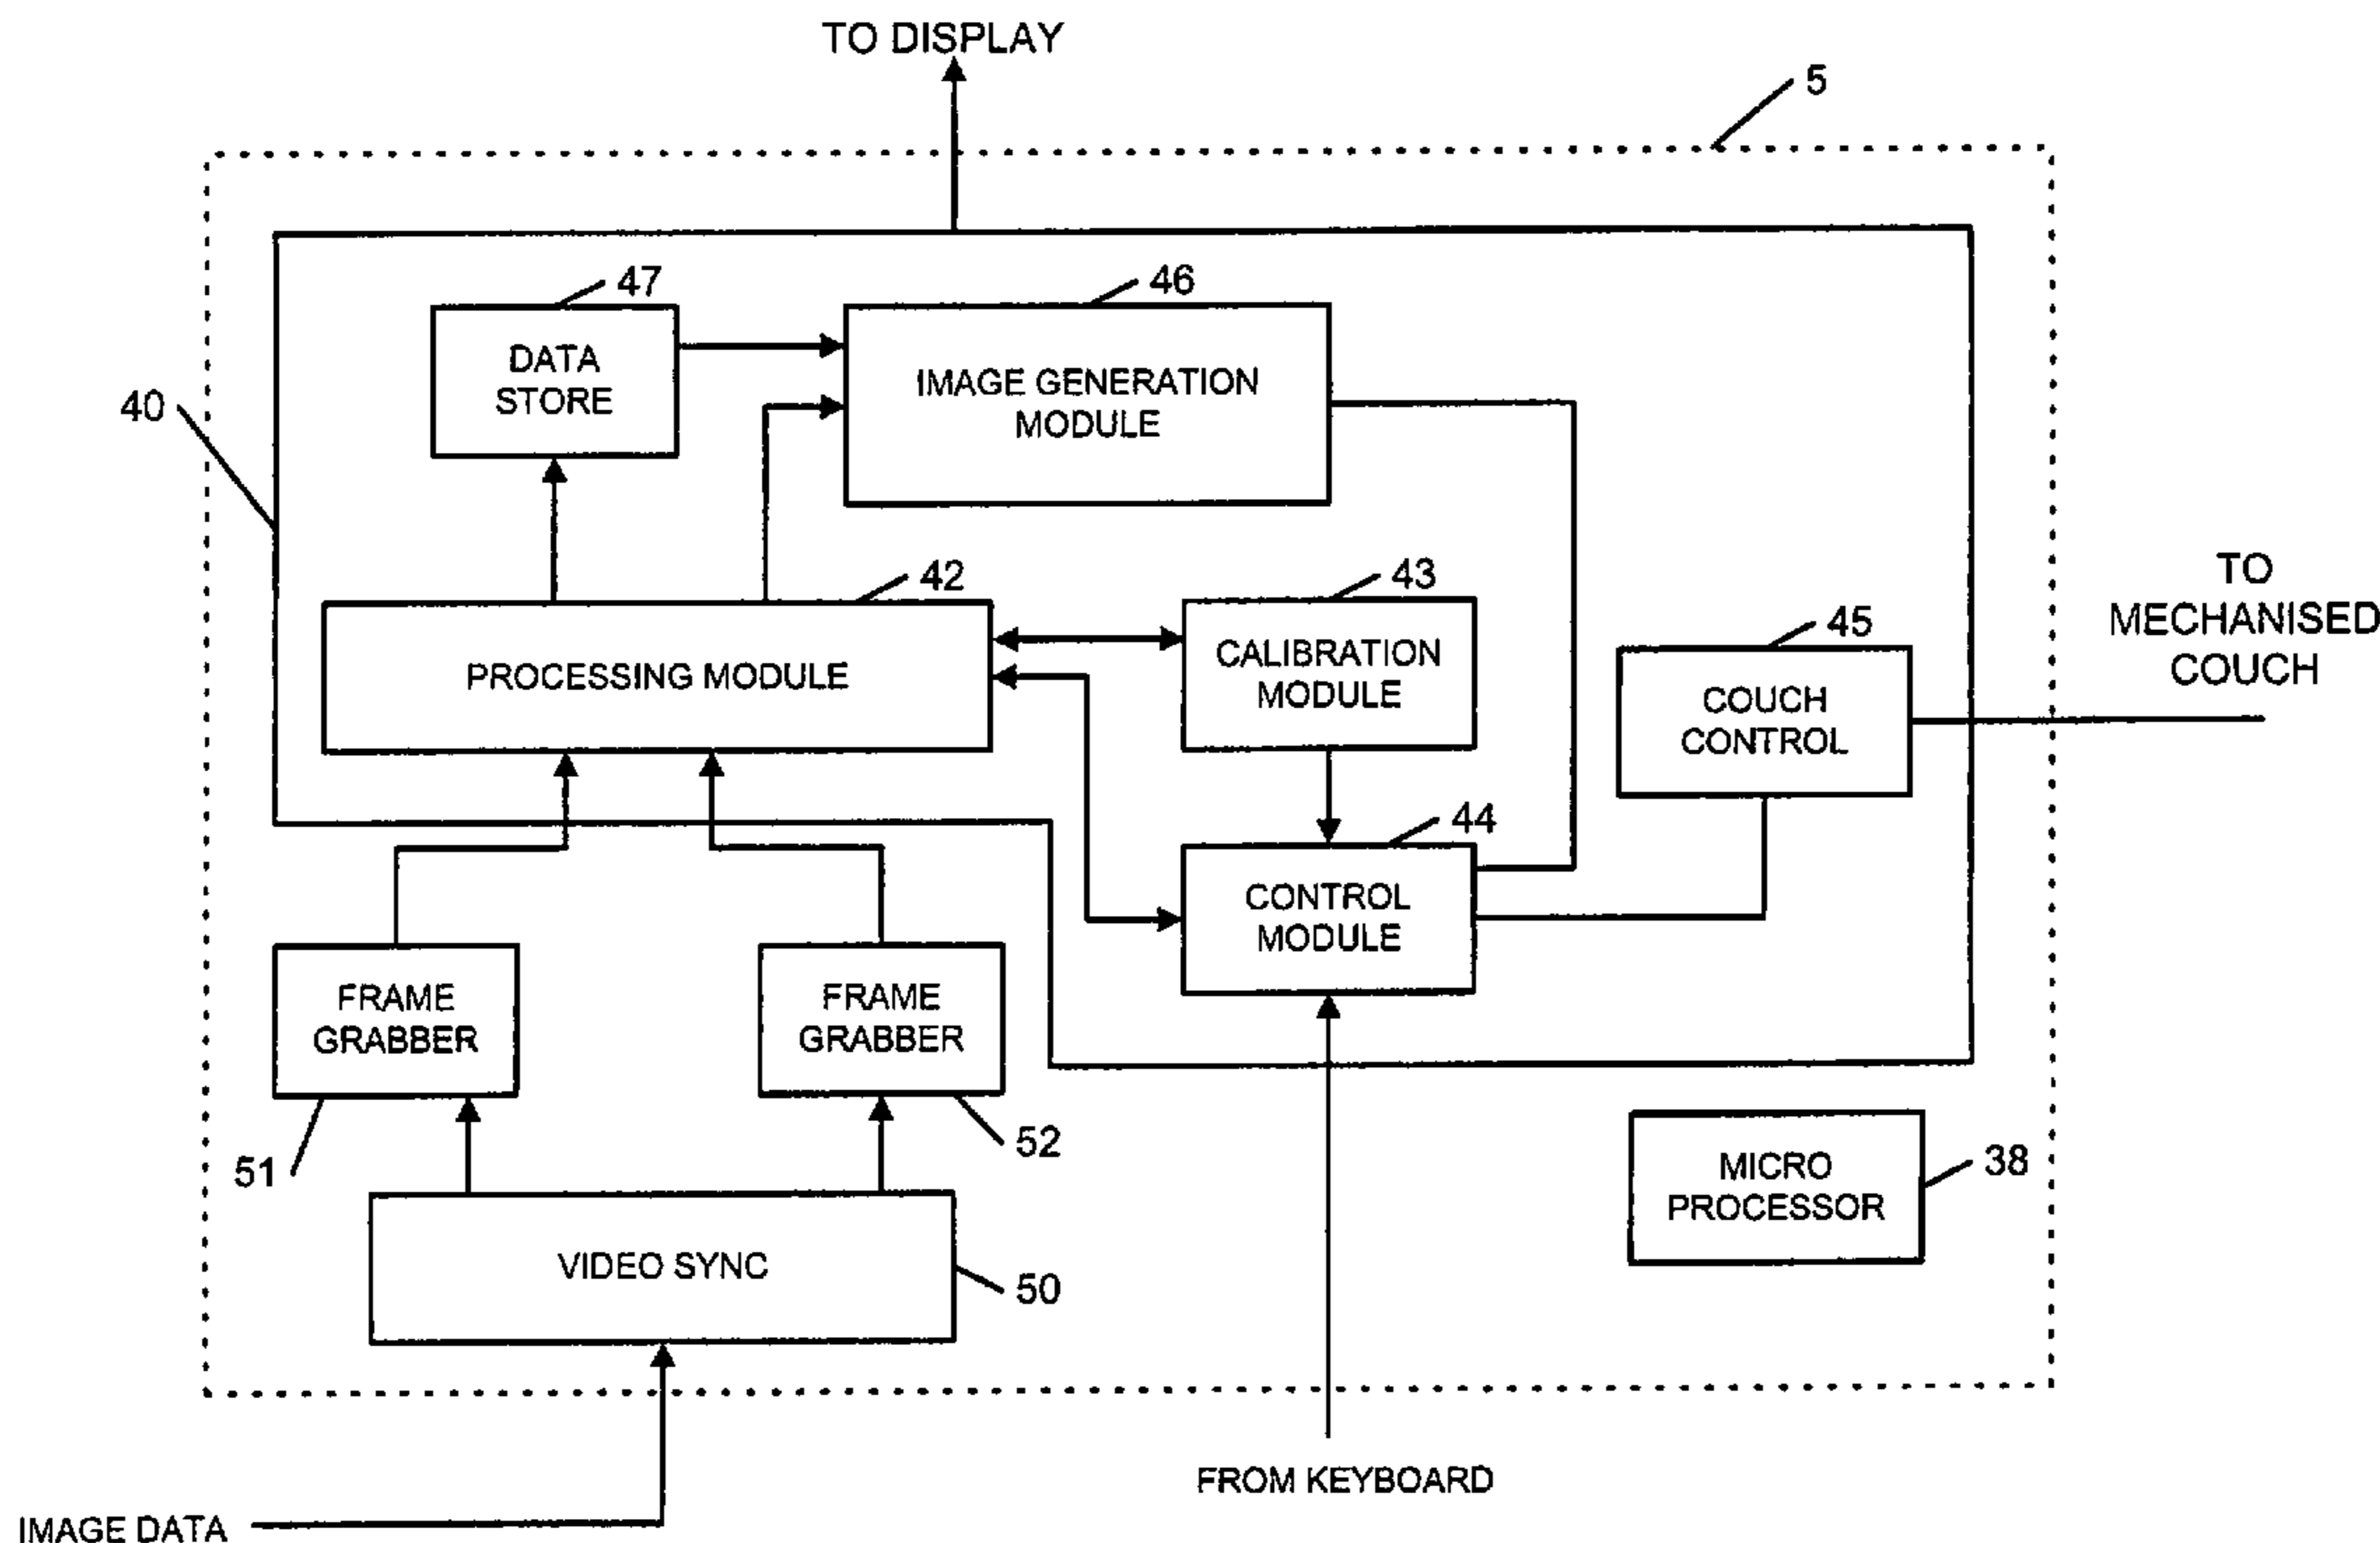 TO DISPLAY
5
47
46
DATA
STORE
IMAGE GENERATION
MODULE
40
42
43
45
TO
MECHANISED
COUCH
PROCESSING MODULE
CALIBRATION
MODULE
COUCH
CONTROL
44
CONTROL
MODULE
FRAME
GRABBER
FRAME
GRABBER
51
52
MICRO
PROCESSOR
38
VIDEO SYNC
50
FROM KEYBOARD
IMAGE DATA